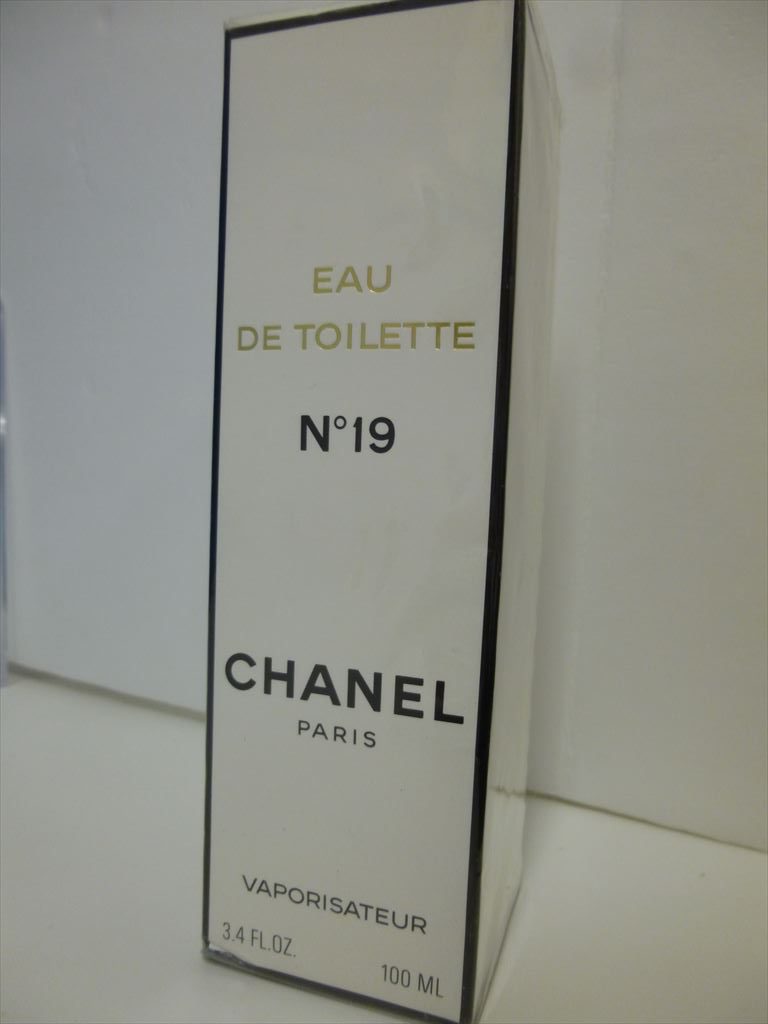 EAU
DE TOILETTE
N°19
CHANEL
PARIS
VAPORISATEUR
3.4 FL.OZ.
100 ML